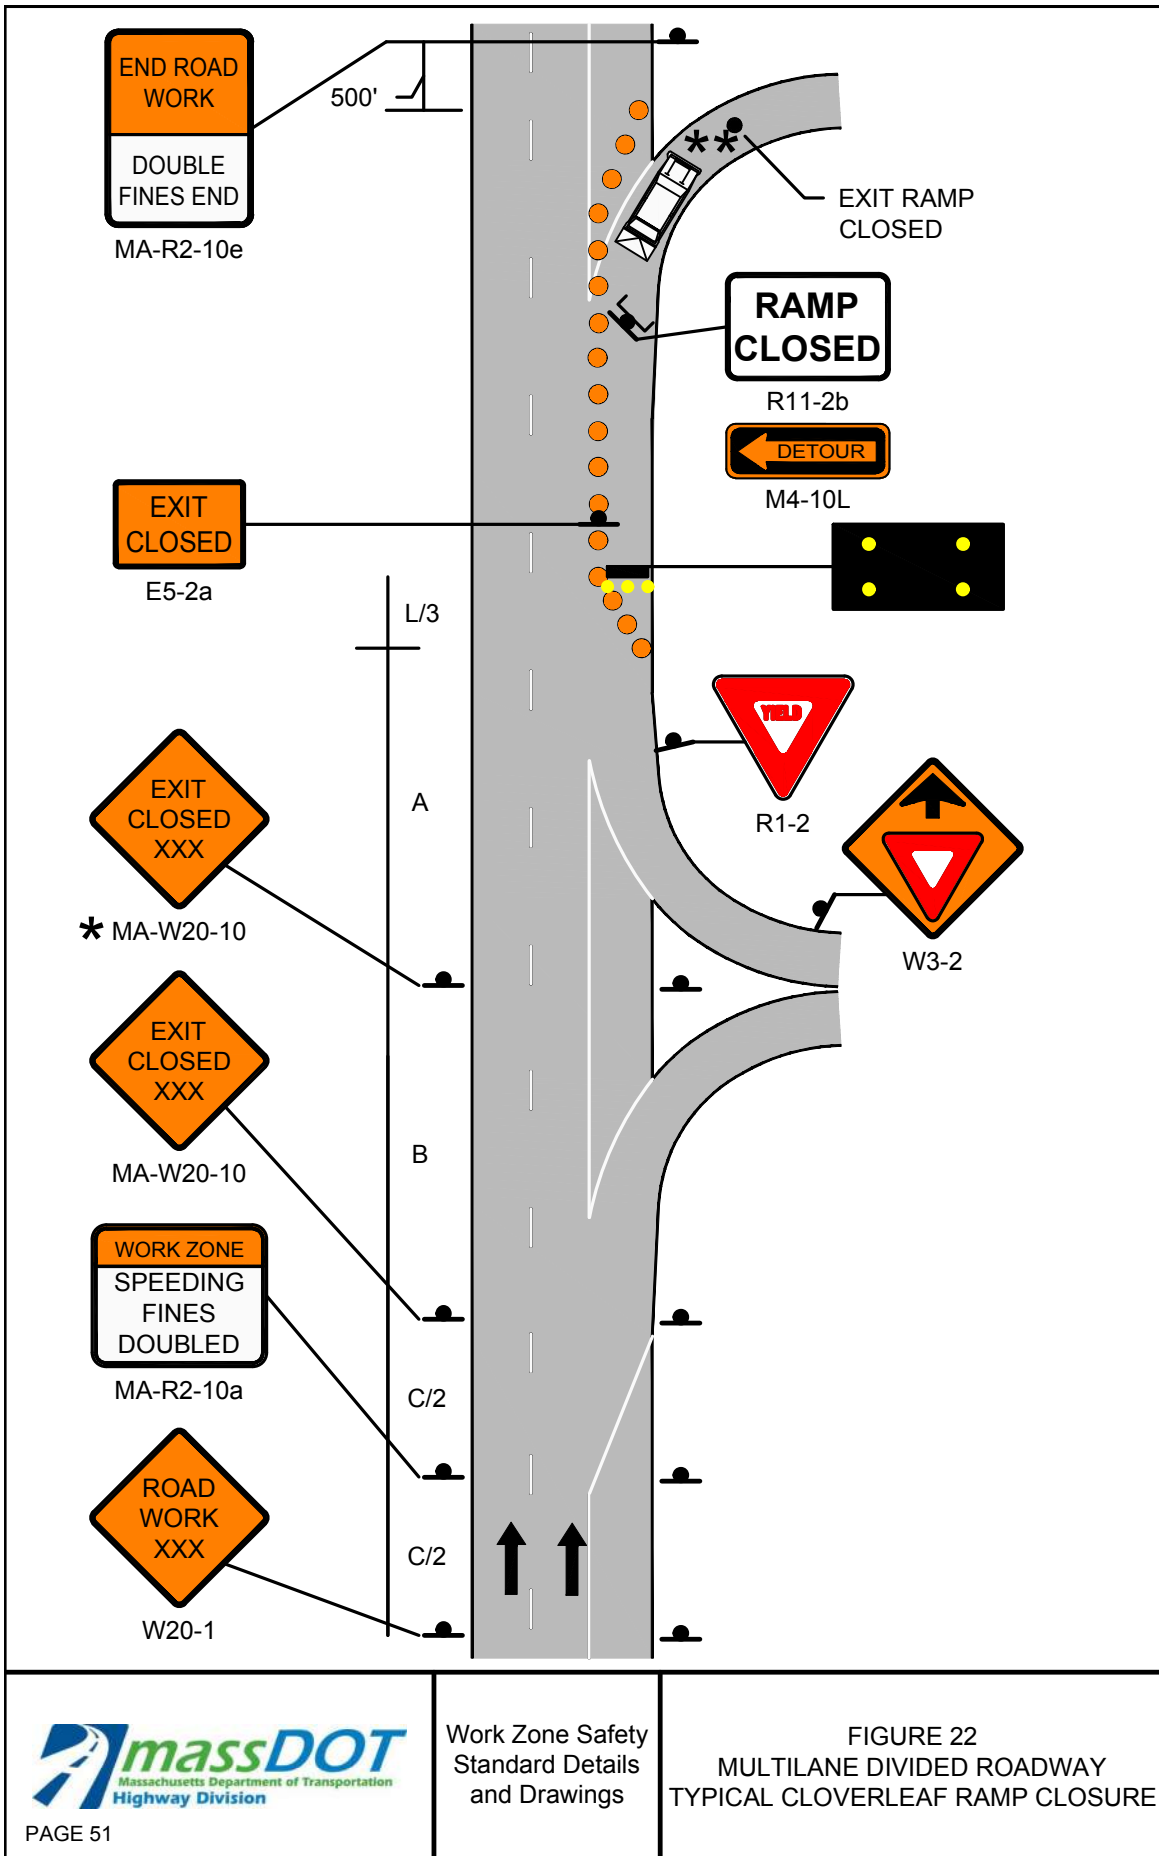 END ROAD
WORK
DOUBLE
FINES END
MA-R2-10e
500'
**
EXIT RAMP
CLOSED
RAMP
CLOSED
R11-2b
DETOUR
M4-10L
EXIT
CLOSED
E5-2a
L/3
YIELD
R1-2
A
EXIT
CLOSED
XXX
* MA-W20-10
W3-2
EXIT
CLOSED
XXX
MA-W20-10
B
WORK ZONE
SPEEDING
FINES
DOUBLED
MA-R2-10a
C/2
ROAD
WORK
XXX
W20-1
C/2
massDOT
Massachusetts Department of Transportation
Highway Division
PAGE 51
Work Zone Safety
Standard Details
and Drawings
FIGURE 22
MULTILANE DIVIDED ROADWAY
TYPICAL CLOVERLEAF RAMP CLOSURE